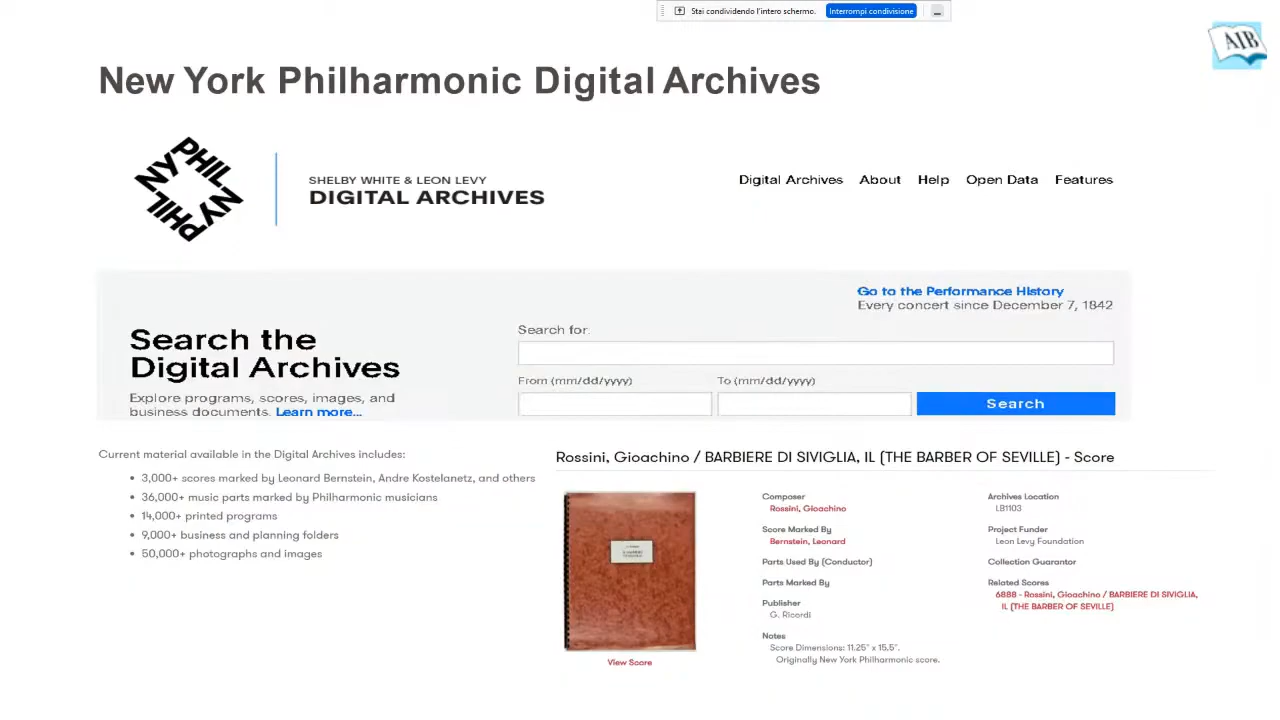 Stai condividendo l'intero schermo. Interrompi condivisione
AIB
New York Philharmonic Digital Archives
NY PHIL NY PHIL
SHELBY WHITE & LEON LEVY
DIGITAL ARCHIVES
Digital Archives About Help Open Data Features
Go to the Performance History
Every concert since December 7, 1842
Search the
Digital Archives
Explore programs, scores, images, and
business documents. Learn more...
Search for:
From (mm/dd/yyyy) To (mm/dd/yyyy)
Search
Current material available in the Digital Archives includes:
• 3,000+ scores marked by Leonard Bernstein, Andre Kostelanetz, and others
• 36,000+ music parts marked by Philharmonic musicians
• 14,000+ printed programs
• 9,000+ business and planning folders
• 50,000+ photographs and images
Rossini, Gioachino / BARBIERE DI SIVIGLIA, IL (THE BARBER OF SEVILLE) - Score
View Score
Composer
Rossini, Gioachino
Score Marked By
Bernstein, Leonard
Parts Used By (Conductor)
Parts Marked By
Publisher
G. Ricordi
Notes
Score Dimensions: 11.25" x 15.5".
Originally New York Philharmonic score.
Archives Location
LB1103
Project Funder
Leon Levy Foundation
Collection Guarantor
Related Scores
6888 - Rossini, Gioachino / BARBIERE DI SIVIGLIA,
IL (THE BARBER OF SEVILLE)